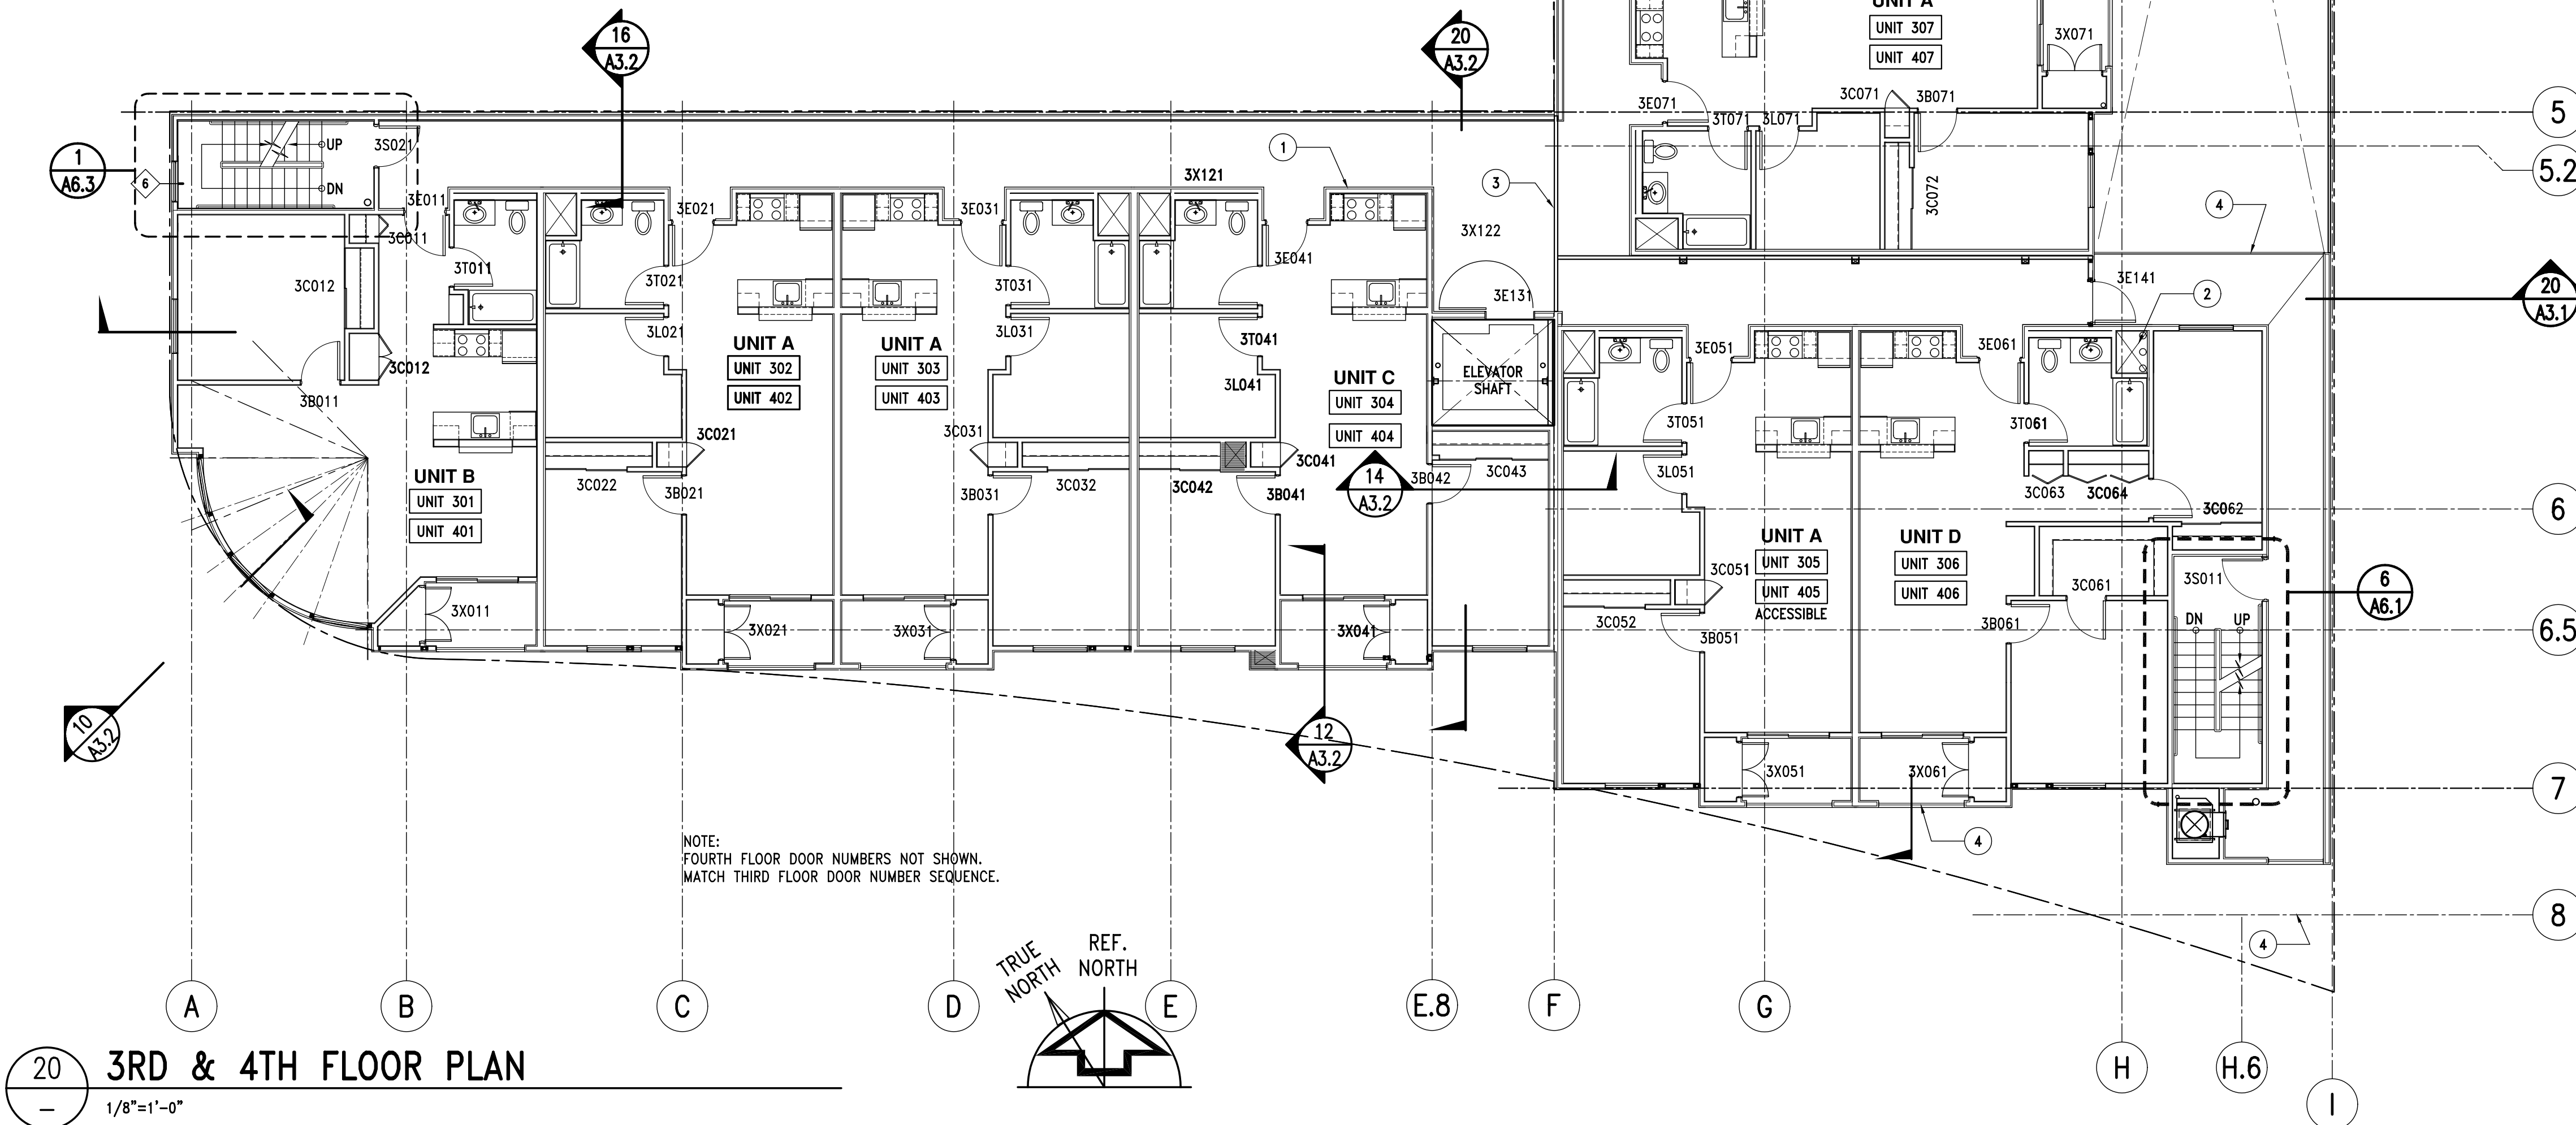 UNIT A
UNIT 307
UNIT 407
3X071
16
A3.2
20
A3.2
3E071
3T071
3L071
3C071
3B071
5
1
A6.3
6
UP
DN
3S021
1
3X121
3
3C072
4
5.2
3E011
3C011
3T011
3C012
3E021
3T021
3L021
3E031
3T031
3L031
3E041
3T041
3L041
3X122
3E131
3E141
2
20
A3.1
3C012
3B011
UNIT A
UNIT 302
UNIT 402
UNIT A
UNIT 303
UNIT 403
UNIT C
UNIT 304
UNIT 404
ELEVATOR
SHAFT
3E051
3T051
3L051
3E061
3T061
3C021
3C031
3C041
UNIT B
UNIT 301
UNIT 401
3C022
3B021
3B031
3C032
3C042
3B041
14
A3.2
3B042
3C043
3C063
3C064
3C062
6
UNIT A
UNIT 305
UNIT 405
ACCESSIBLE
UNIT D
UNIT 306
UNIT 406
3C051
3C061
3S011
6
A6.1
3X011
3X021
3X031
3X041
3C052
3B051
3B061
DN
UP
6.5
10
A3.2
12
A3.2
3X051
3X061
7
4
NOTE:
FOURTH FLOOR DOOR NUMBERS NOT SHOWN.
MATCH THIRD FLOOR DOOR NUMBER SEQUENCE.
8
4
TRUE
NORTH
REF.
NORTH
A
B
C
D
E
E.8
F
G
H
H.6
I
20
–
3RD & 4TH FLOOR PLAN
1/8"=1'-0"